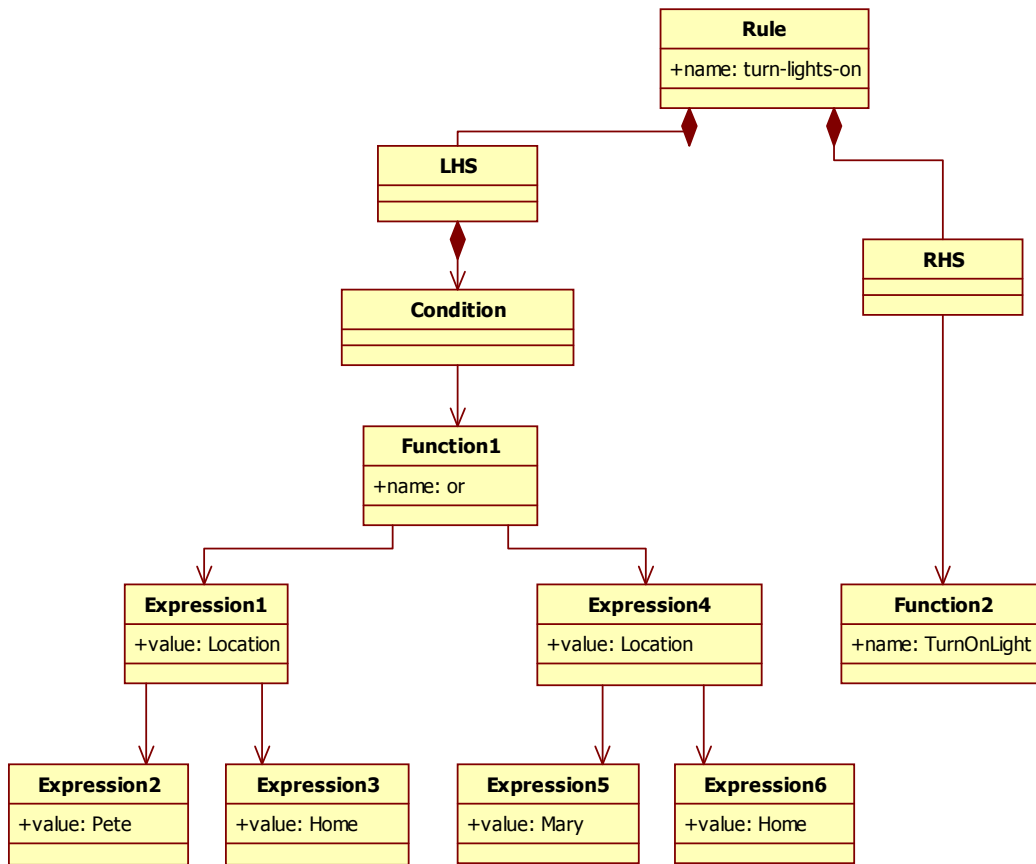 Rule
+name: turn-lights-on
LHS
RHS
Condition
Function1
+name: or
Expression1
+value: Location
Expression4
+value: Location
Function2
+name: TurnOnLight
Expression2
+value: Pete
Expression3
+value: Home
Expression5
+value: Mary
Expression6
+value: Home